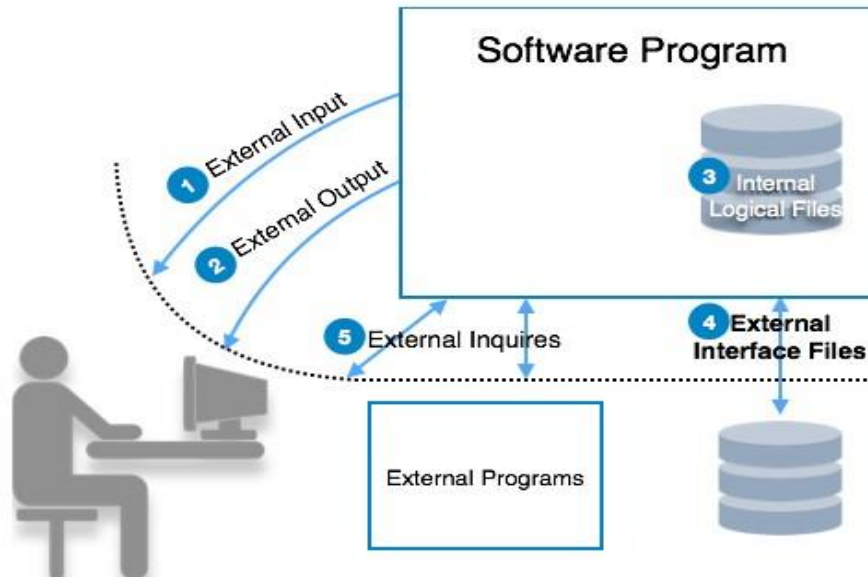 Software Program
1 External Input
2 External Output
3 Internal
Logical Files
4 External
Interface Files
5 External Inquires
External Programs